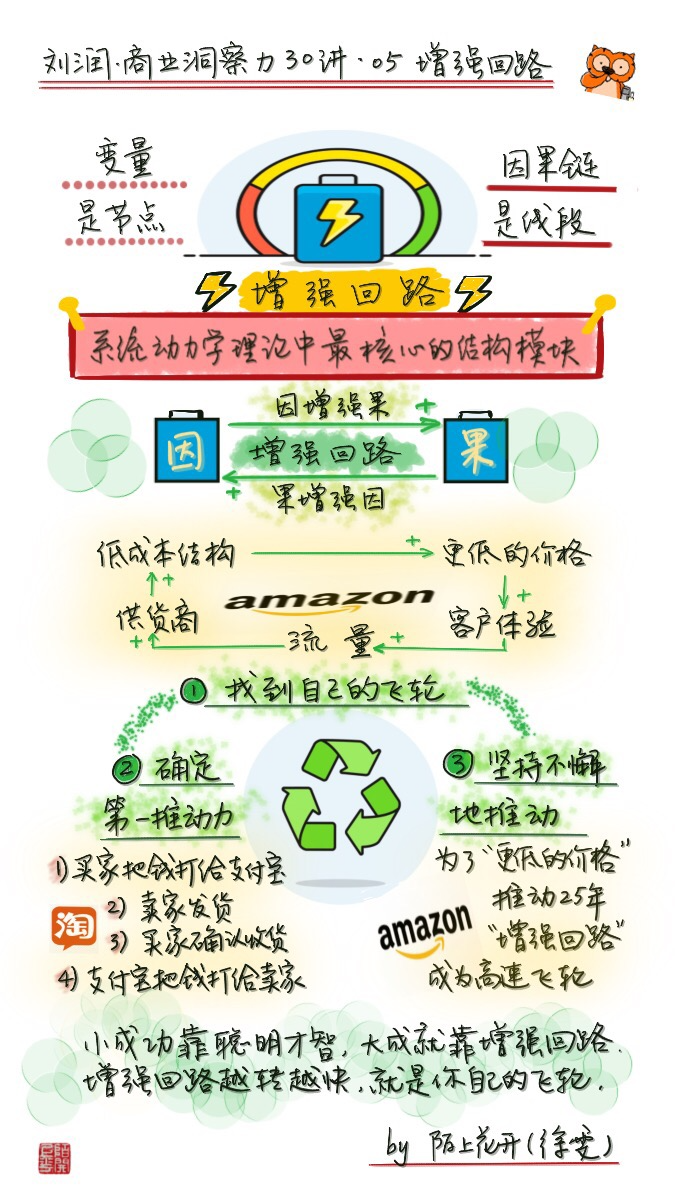 刘润·商业洞察力30讲·05 增强回路
变量
是节点
因果链
是线段
增强回路
系统动力学理论中最核心的结构模块
因增强果 +
因 增强回路 果
+ 果增强因
低成本结构 + 更低的价格
+ amazon +
供货商 客户体验
+ 流量 +
① 找到自己的飞轮
② 确定
第一推动力
③ 坚持不懈
地推动
1) 买家把钱打给支付宝
淘 2) 卖家发货
3) 买家确认收货
4) 支付宝把钱打给卖家
为了“更低的价格”
推动25年
amazon “增强回路”
成为高速飞轮
小成功靠聪明才智,大成就靠增强回路.
增强回路越转越快,就是你自己的飞轮.
by 陌上花开(徐雯)